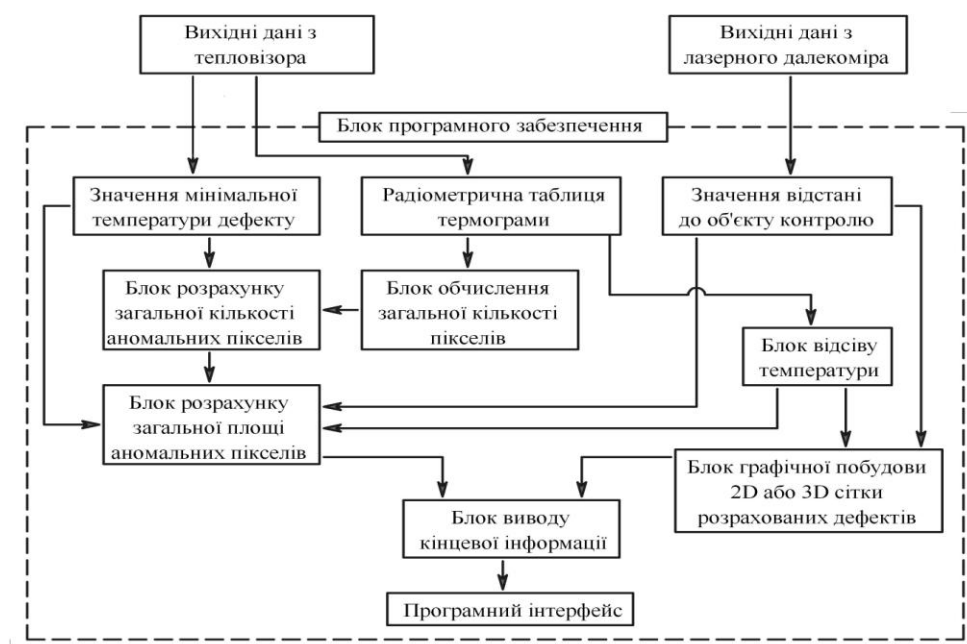 Вихідні дані з
тепловізора
Вихідні дані з
лазерного далекоміра
Блок програмного забезпечення
Значення мінімальної
температури дефекту
Радіометрична таблиця
термограми
Значення відстані
до об'єкту контролю
Блок розрахунку
загальної кількості
аномальних пікселів
Блок обчислення
загальної кількості
пікселів
Блок відсіву
температури
Блок розрахунку
загальної площі
аномальних пікселів
Блок графічної побудови
2D або 3D сітки
розрахованих дефектів
Блок виводу
кінцевої інформації
Програмний інтерфейс